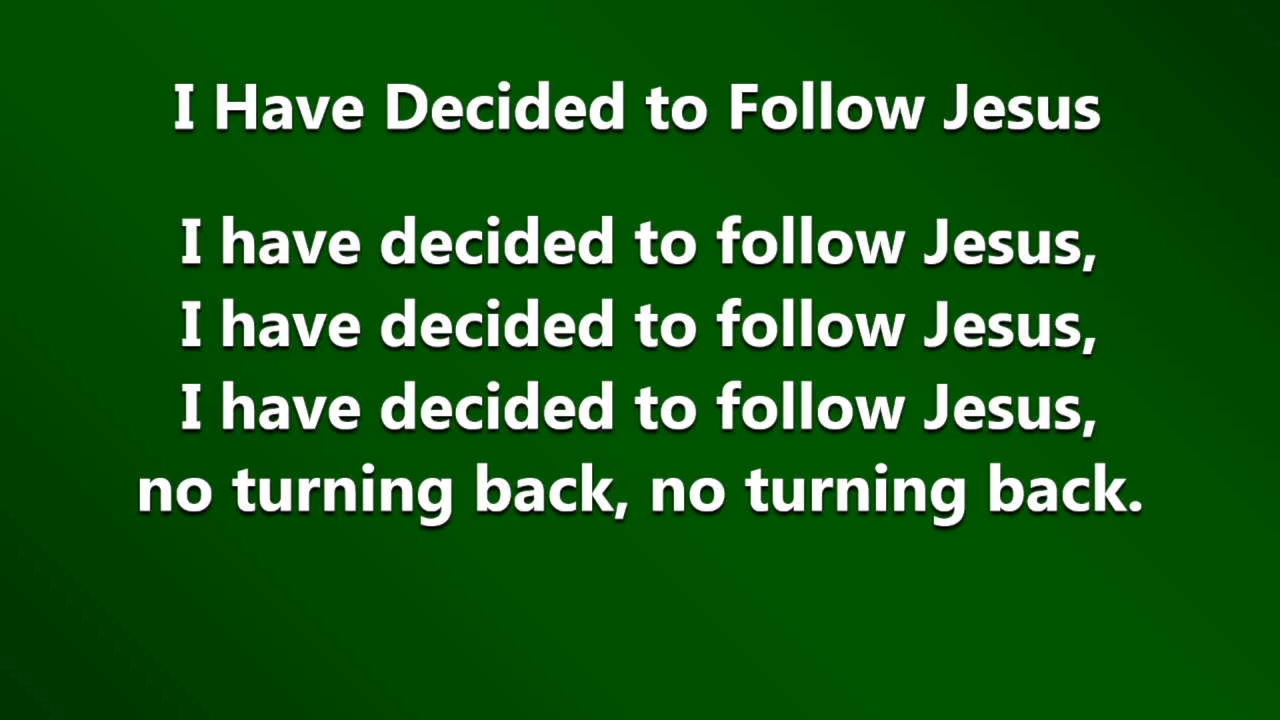 I Have Decided to Follow Jesus
I have decided to follow Jesus,
I have decided to follow Jesus,
I have decided to follow Jesus,
no turning back, no turning back.